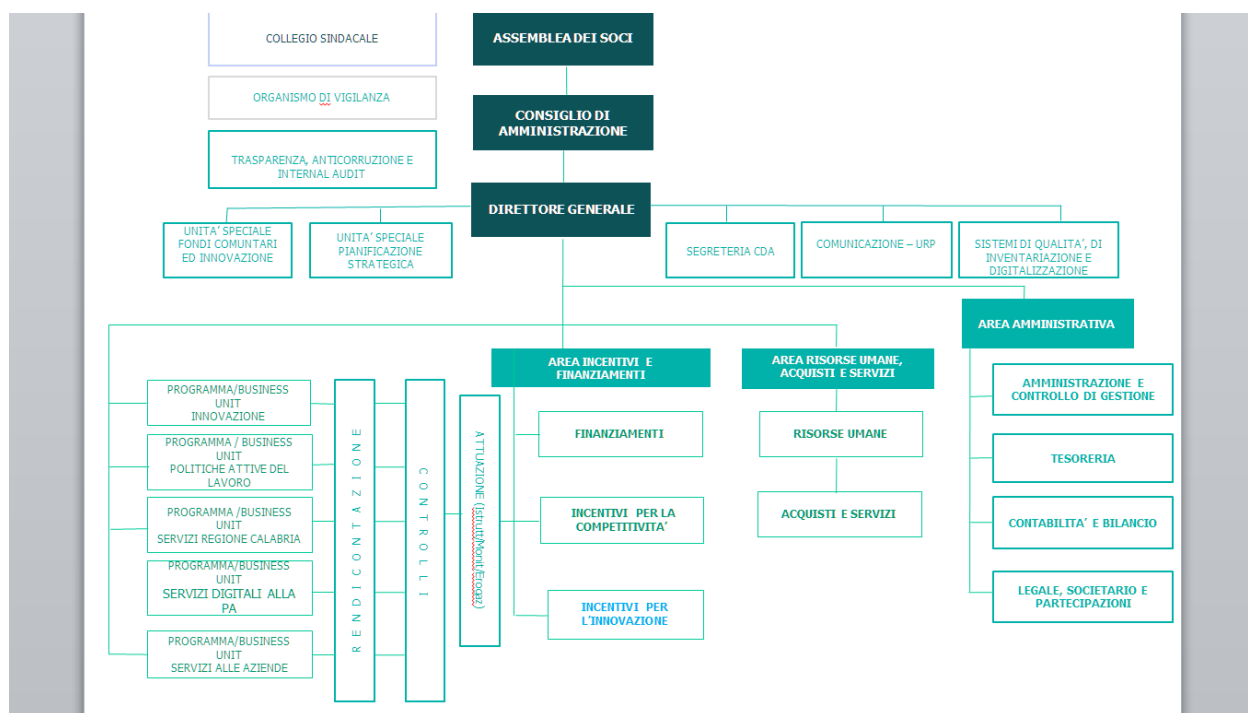 COLLEGIO SINDACALE
ASSEMBLEA DEI SOCI
ORGANISMO DI VIGILANZA
CONSIGLIO DI
AMMINISTRAZIONE
TRASPARENZA, ANTICORRUZIONE E
INTERNAL AUDIT
DIRETTORE GENERALE
UNITA’ SPECIALE
FONDI COMUNTARI
ED INNOVAZIONE
UNITA’ SPECIALE
PIANIFICAZIONE
STRATEGICA
SEGRETERIA CDA
COMUNICAZIONE – URP
SISTEMI DI QUALITA’, DI
INVENTARIAZIONE E
DIGITALIZZAZIONE
AREA AMMINISTRATIVA
AREA INCENTIVI E
FINANZIAMENTI
AREA RISORSE UMANE,
ACQUISTI E SERVIZI
PROGRAMMA/BUSINESS
UNIT
INNOVAZIONE
PROGRAMMA / BUSINESS
UNIT
POLITICHE ATTIVE DEL
LAVORO
PROGRAMMA /BUSINESS
UNIT
SERVIZI REGIONE CALABRIA
PROGRAMMA/BUSINESS
UNIT
SERVIZI DIGITALI ALLA
PA
PROGRAMMA/BUSINESS
UNIT
SERVIZI ALLE AZIENDE
RENDICONTAZIONE
CONTROLLI
ATTUAZIONE (Istrutt/Monit/Erogaz)
FINANZIAMENTI
INCENTIVI PER LA
COMPETITIVITA’
INCENTIVI PER
L’INNOVAZIONE
RISORSE UMANE
ACQUISTI E SERVIZI
AMMINISTRAZIONE E
CONTROLLO DI GESTIONE
TESORERIA
CONTABILITA’ E BILANCIO
LEGALE, SOCIETARIO E
PARTECIPAZIONI